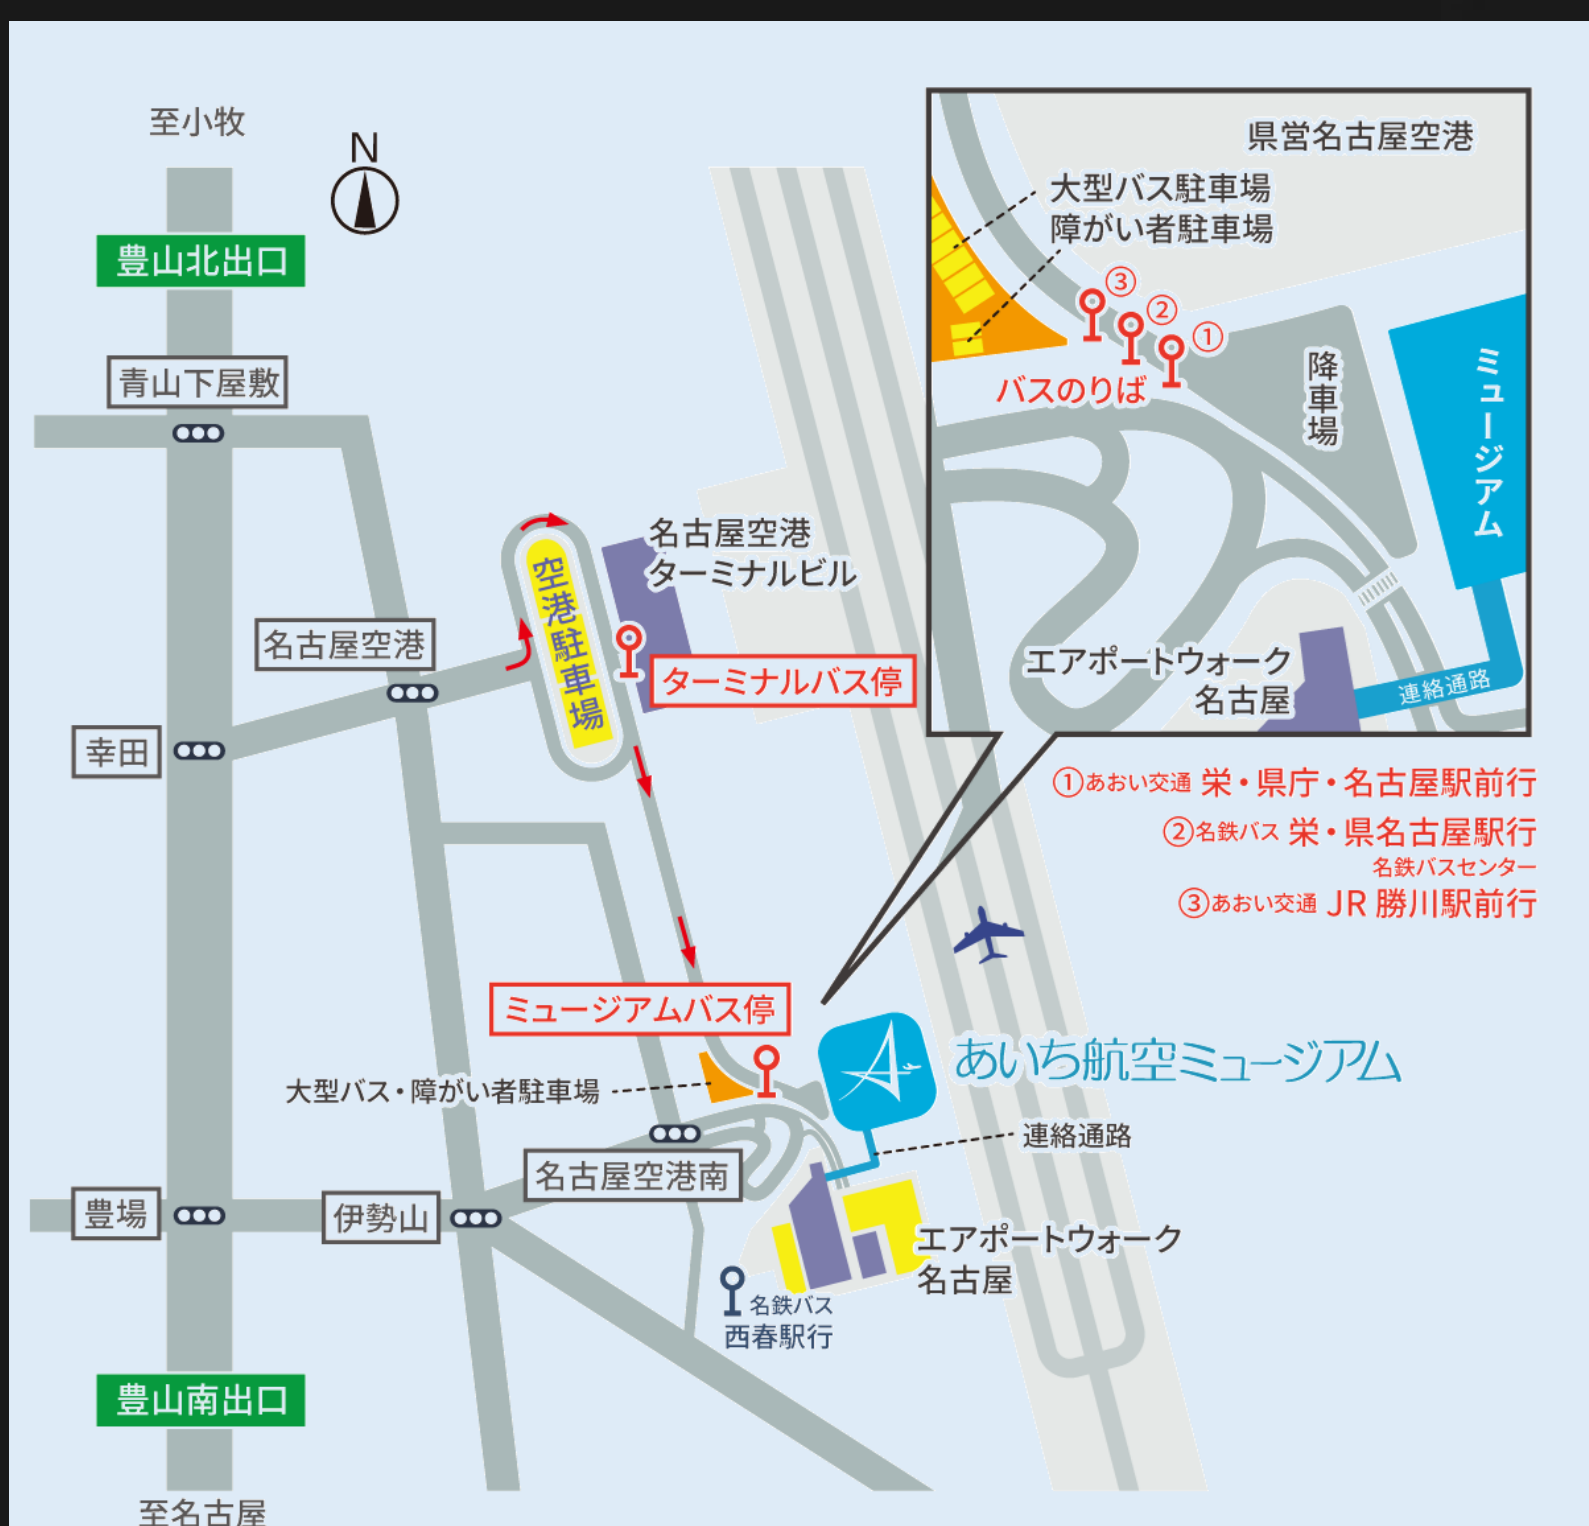 至小牧
N
豊山北出口
青山下屋敷
県営名古屋空港
大型バス駐車場
障がい者駐車場
③
②
①
バスのりば
降車場
ミュージアム
エアポートウォーク
名古屋
連絡通路
名古屋空港
ターミナルビル
空港駐車場
名古屋空港
ターミナルバス停
幸田
①あおい交通 栄・県庁・名古屋駅前行
②名鉄バス 栄・県名古屋駅行
名鉄バスセンター
③あおい交通 JR 勝川駅前行
ミュージアムバス停
あいち航空ミュージアム
大型バス・障がい者駐車場
連絡通路
名古屋空港南
豊場
伊勢山
エアポートウォーク
名古屋
名鉄バス
西春駅行
豊山南出口
至名古屋